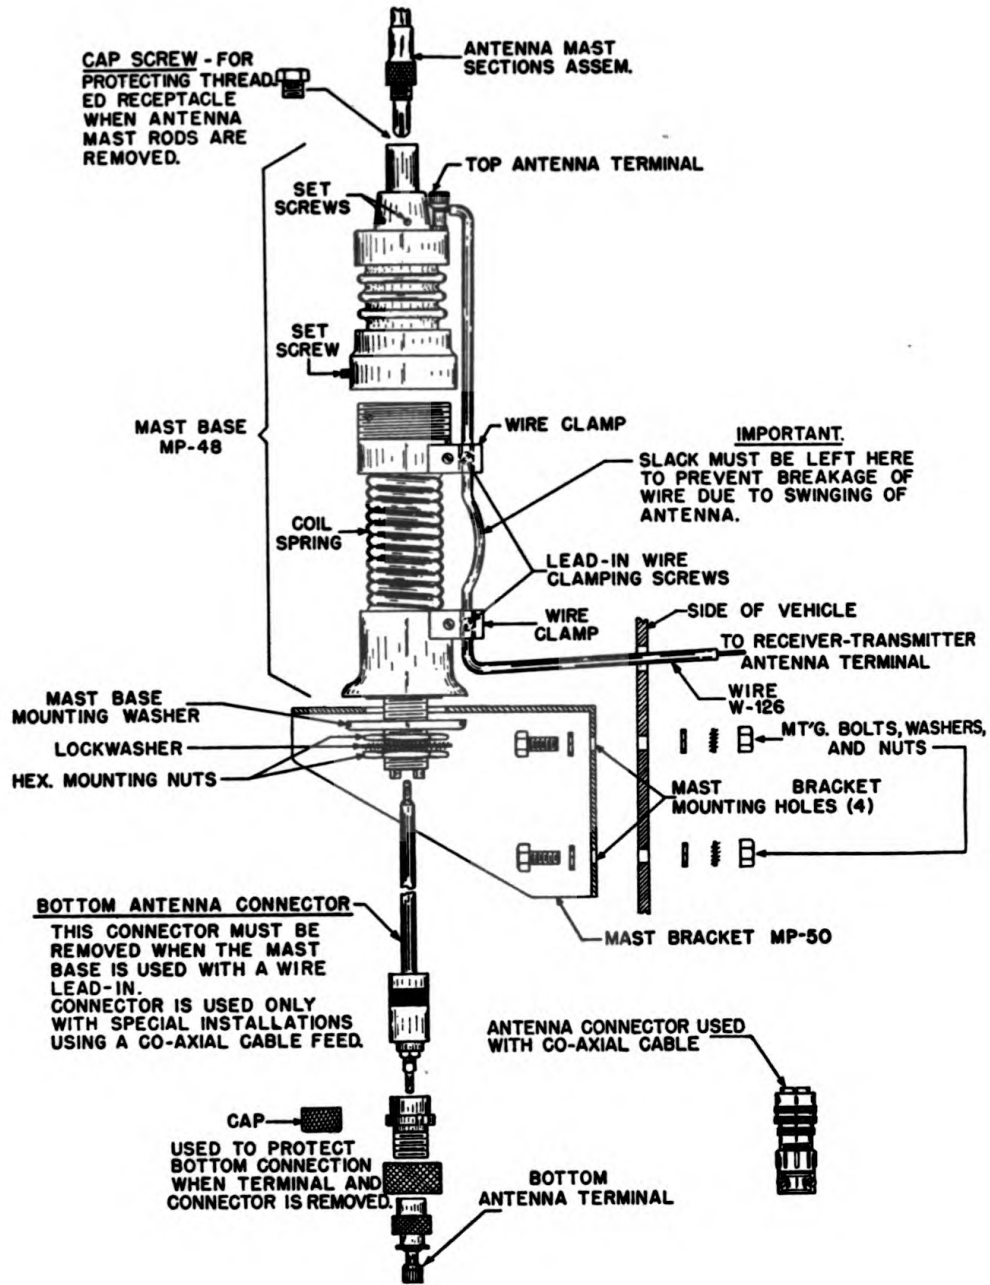 CAP SCREW - FOR
PROTECTING THREAD-
ED RECEPTACLE
WHEN ANTENNA
MAST RODS ARE
REMOVED.
ANTENNA MAST
SECTIONS ASSEM.
TOP ANTENNA TERMINAL
SET
SCREWS
SET
SCREW
MAST BASE
MP-48
WIRE CLAMP
IMPORTANT.
SLACK MUST BE LEFT HERE
TO PREVENT BREAKAGE OF
WIRE DUE TO SWINGING OF
ANTENNA.
COIL
SPRING
LEAD-IN WIRE
CLAMPING SCREWS
WIRE
CLAMP
SIDE OF VEHICLE
TO RECEIVER-TRANSMITTER
ANTENNA TERMINAL
WIRE
W-126
MAST BASE
MOUNTING WASHER
LOCKWASHER
HEX. MOUNTING NUTS
MT'G. BOLTS, WASHERS,
AND NUTS
MAST BRACKET
MOUNTING HOLES (4)
MAST BRACKET MP-50
BOTTOM ANTENNA CONNECTOR
THIS CONNECTOR MUST BE
REMOVED WHEN THE MAST
BASE IS USED WITH A WIRE
LEAD-IN.
CONNECTOR IS USED ONLY
WITH SPECIAL INSTALLATIONS
USING A CO-AXIAL CABLE FEED.
ANTENNA CONNECTOR USED
WITH CO-AXIAL CABLE
CAP
USED TO PROTECT
BOTTOM CONNECTION
WHEN TERMINAL AND
CONNECTOR IS REMOVED.
BOTTOM
ANTENNA TERMINAL